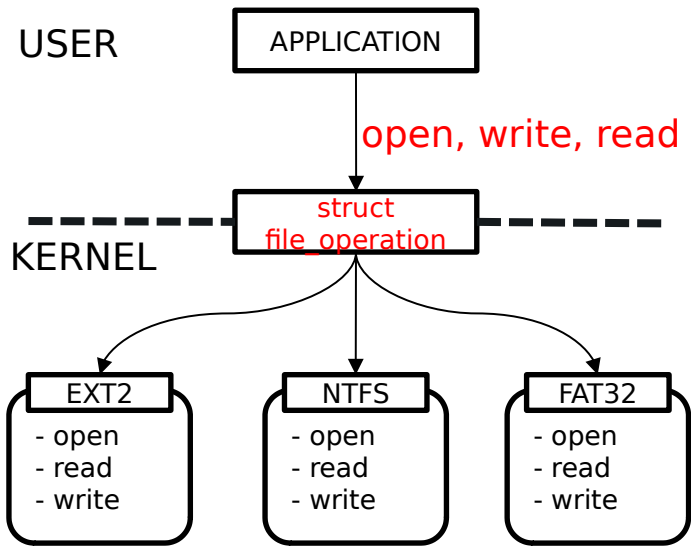 USER
APPLICATION
open, write, read
struct
file_operation
KERNEL
EXT2
- open
- read
- write
NTFS
- open
- read
- write
FAT32
- open
- read
- write